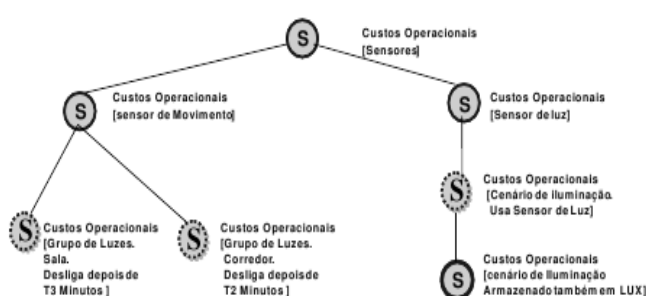 S
Custos Operacionais
[Sensores]
S
Custos Operacionais
[sensor de Movimento]
S
Custos Operacionais
[Sensor de luz]
S
Custos Operacionais
[Cenário de iluminação.
Usa Sensor de Luz]
S
Custos Operacionais
[Grupo de Luzes.
Sala.
Desliga depois de
T3 Minutos ]
S
Custos Operacionais
[Grupo de Luzes.
Corredor.
Desliga depois de
T2 Minutos ]
S
Custos Operacionais
[cenário de Iluminação
Armazenado também em LUX]